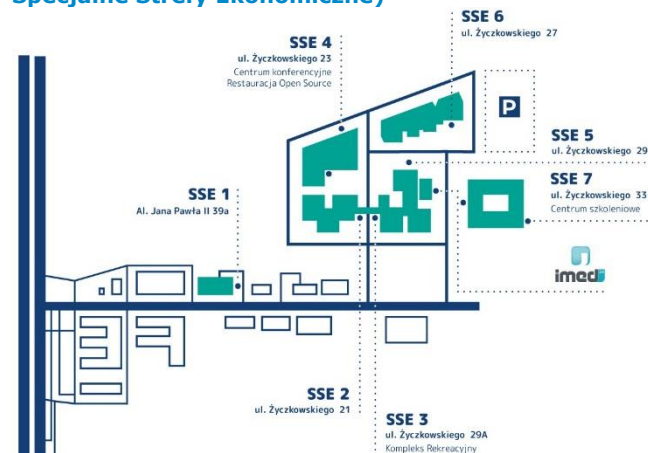 Specjalne Strefy Ekonomiczne)
SSE 6
ul. Życzkowskiego 27
SSE 4
ul. Życzkowskiego 23
Centrum konferencyjne
Restauracja Open Source
P
SSE 5
ul. Życzkowskiego 29
SSE 7
ul. Życzkowskiego 33
Centrum szkoleniowe
SSE 1
Al. Jana Pawła II 39a
imedi
SSE 2
ul. Życzkowskiego 21
SSE 3
ul. Życzkowskiego 29A
Kompleks Rekreacyjny